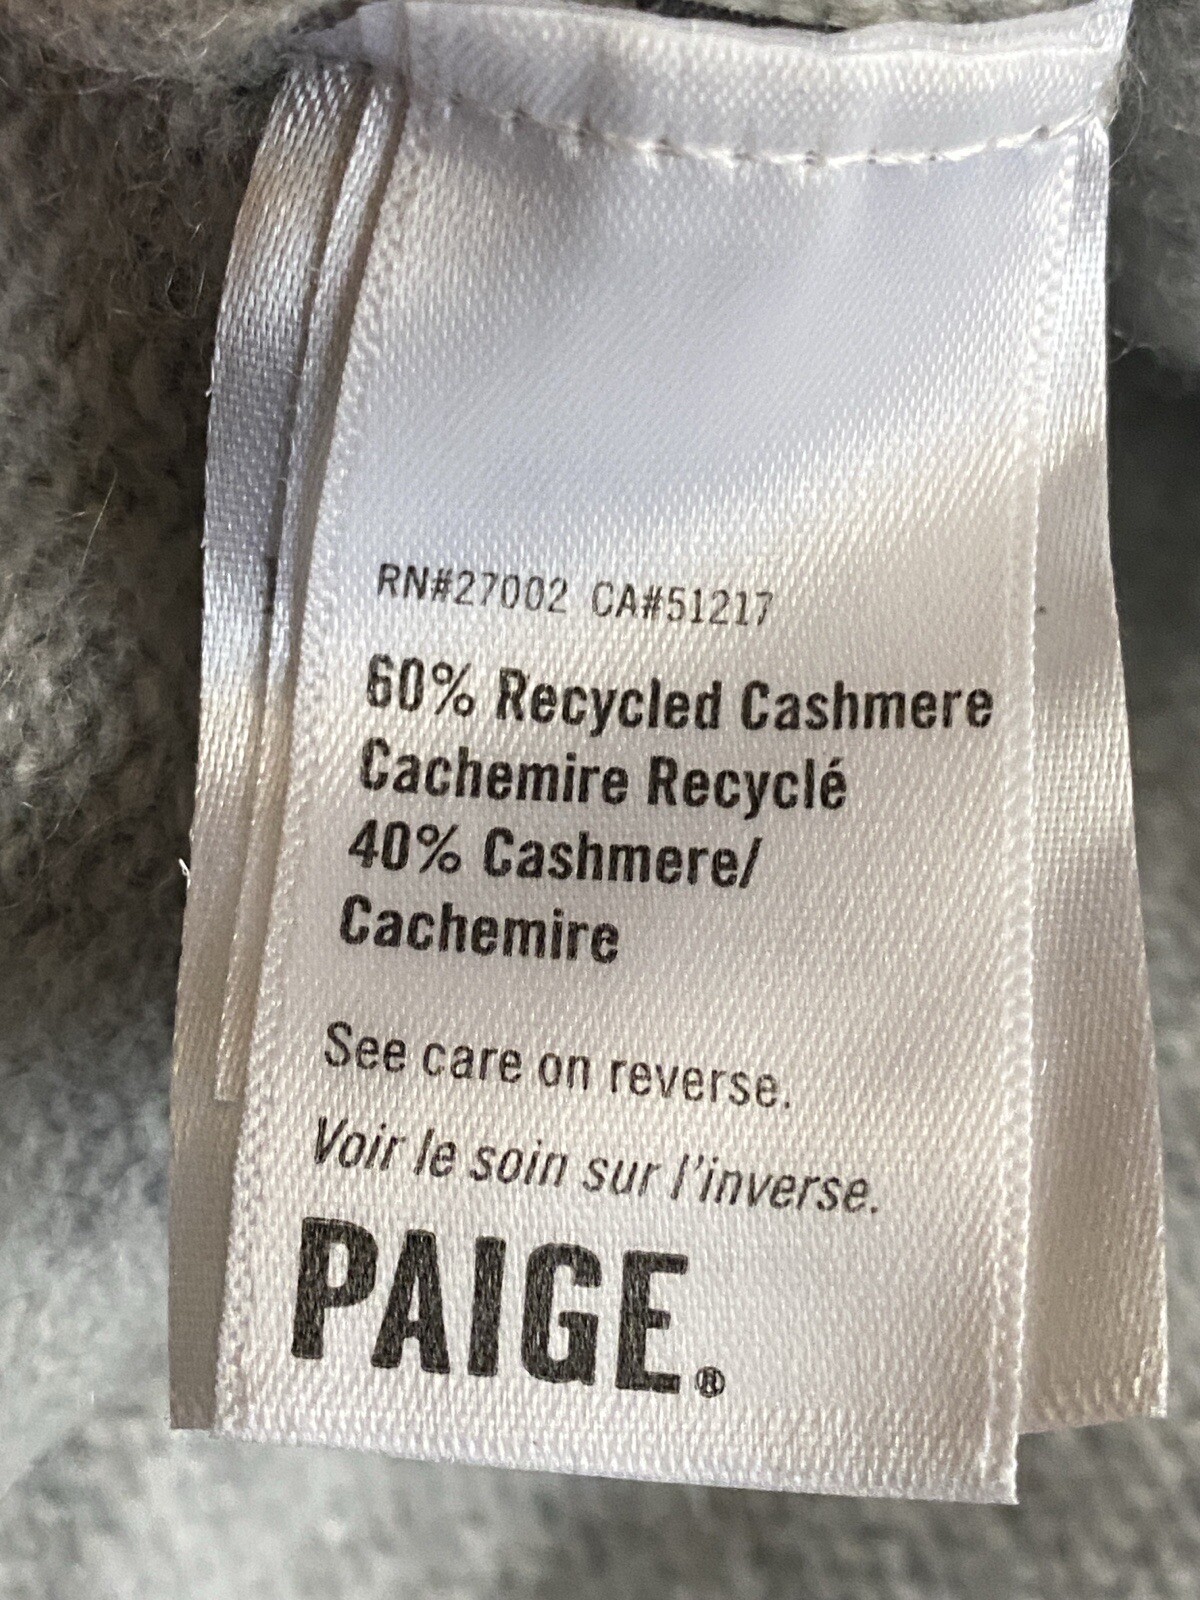 RN#27002 CA#51217
60% Recycled Cashmere
Cachemire Recyclé
40% Cashmere/
Cachemire
See care on reverse.
Voir le soin sur l'inverse.
PAIGE®